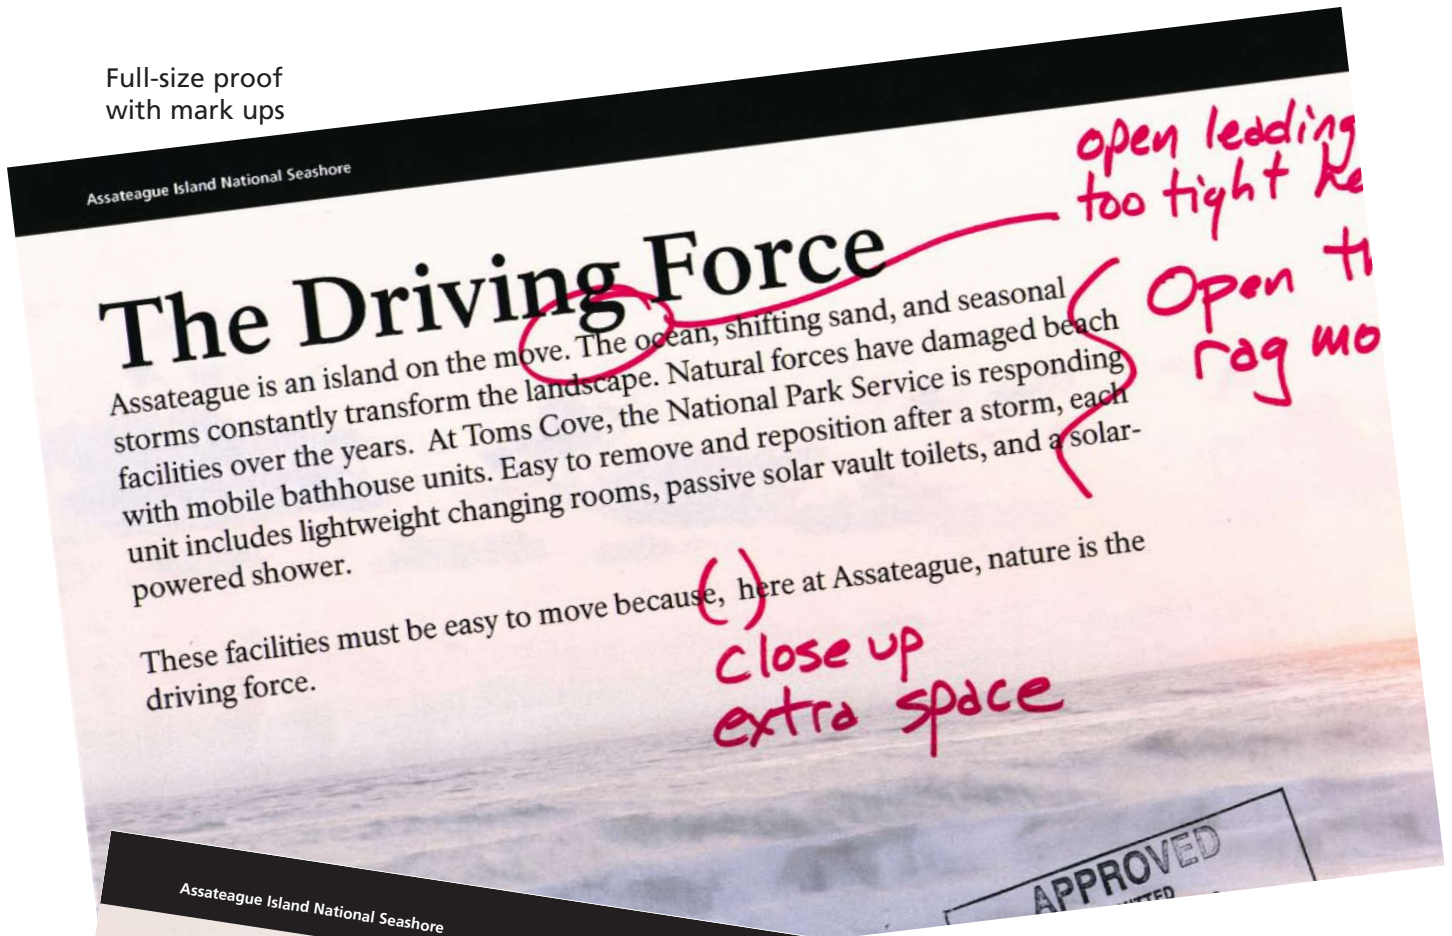 Full-size proof
with mark ups
Assateague Island National Seashore
open leading
too tight
Open
rag
The Driving Force
Assateague is an island on the move. The ocean, shifting sand, and seasonal
storms constantly transform the landscape. Natural forces have damaged beach
facilities over the years.  At Toms Cove, the National Park Service is responding
with mobile bathhouse units. Easy to remove and reposition after a storm, each
unit includes lightweight changing rooms, passive solar vault toilets, and a solar-
powered shower.
These facilities must be easy to move because,  here at Assateague, nature is the
driving force.
( )
close up
extra space
APPROVED
Assateague Island National Seashore